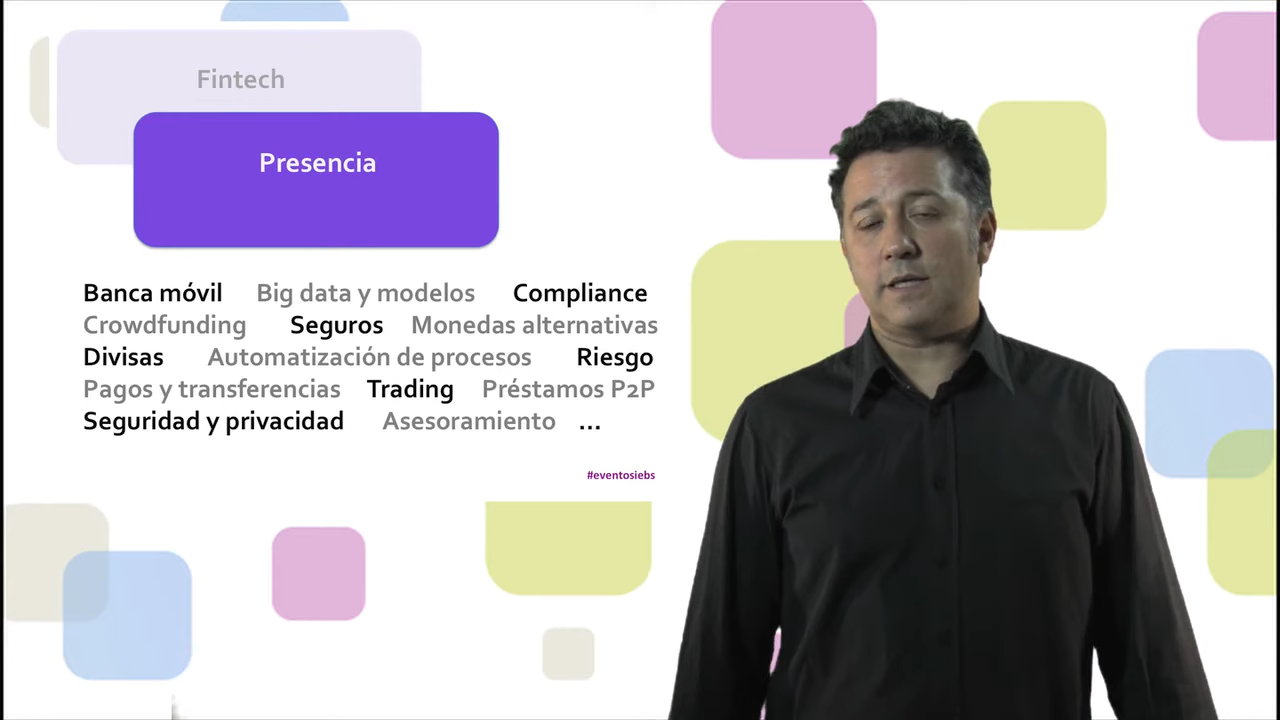 Fintech
Presencia
Banca móvil Big data y modelos Compliance
Crowdfunding Seguros Monedas alternativas
Divisas Automatización de procesos Riesgo
Pagos y transferencias Trading Préstamos P2P
Seguridad y privacidad Asesoramiento ...
#eventosiebs